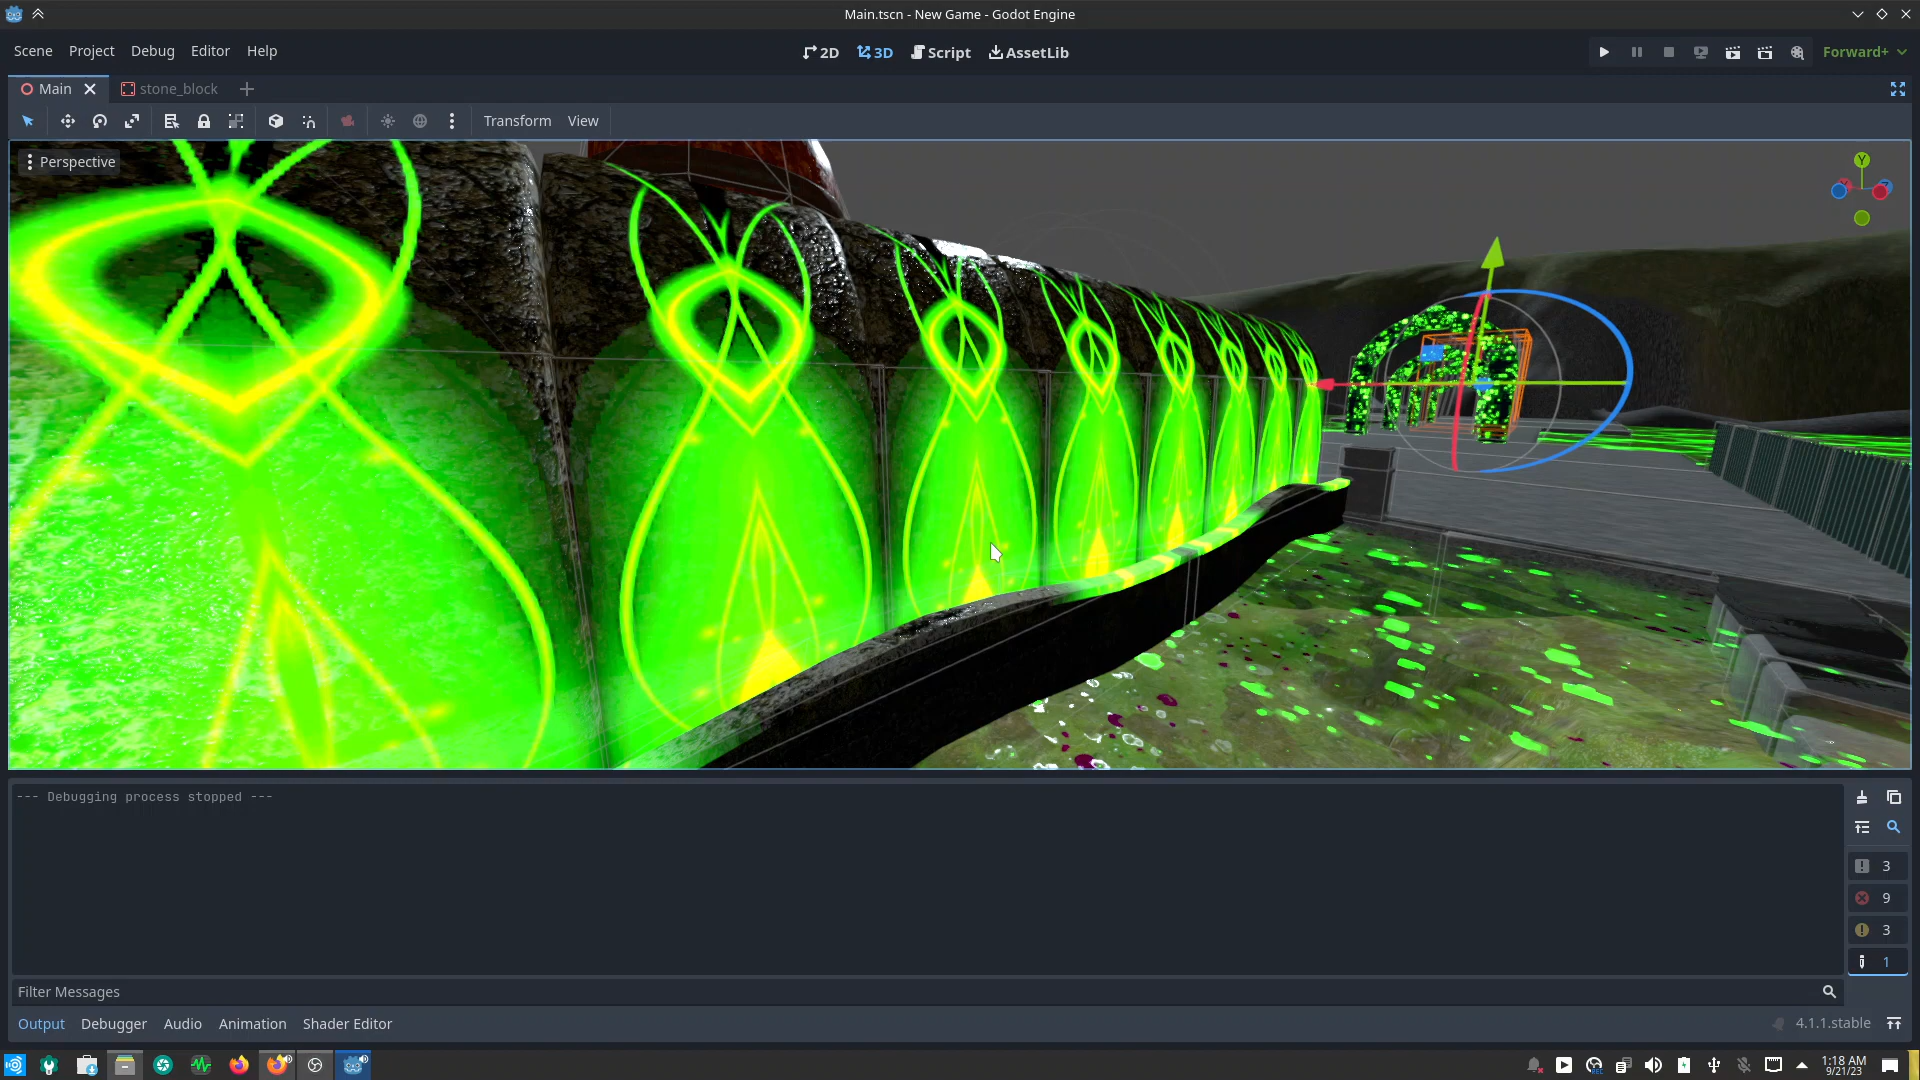 Main.tscn - New Game - Godot Engine
Scene Project Debug Editor Help
2D 3D Script AssetLib
Forward+
Main stone_block
Transform View
Perspective
Y
--- Debugging process stopped ---
3
9
3
1
Filter Messages
Output Debugger Audio Animation Shader Editor
4.1.1.stable
1:18 AM
9/21/23